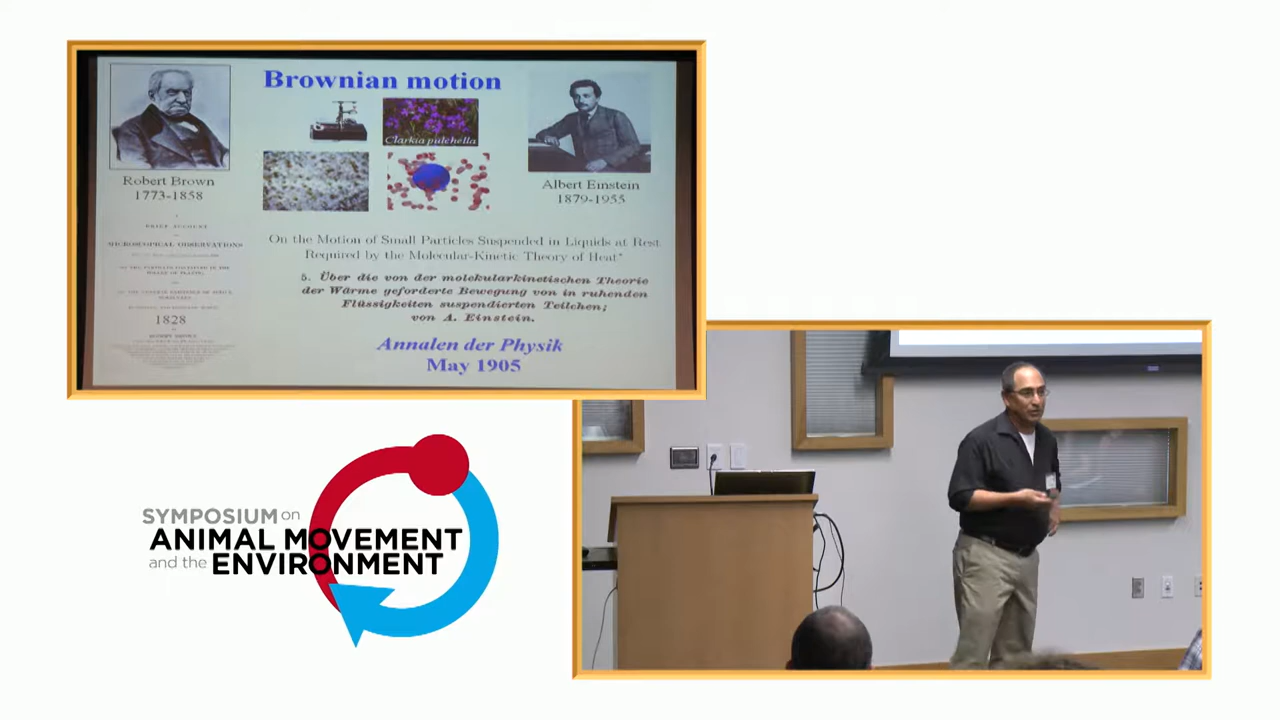 Brownian motion
Clarkia pulchella
Robert Brown
1773-1858
Albert Einstein
1879-1955
BRIEF ACCOUNT
MICROSCOPICAL OBSERVATIONS
1828
On the Motion of Small Particles Suspended in Liquids at Rest
Required by the Molecular-Kinetic Theory of Heat*
5. Über die von der molekularkinetischen Theorie
der Wärme geforderte Bewegung von in ruhenden
Flüssigkeiten suspendierten Teilchen;
von A. Einstein.
Annalen der Physik
May 1905
SYMPOSIUM on
ANIMAL MOVEMENT
and the ENVIRONMENT